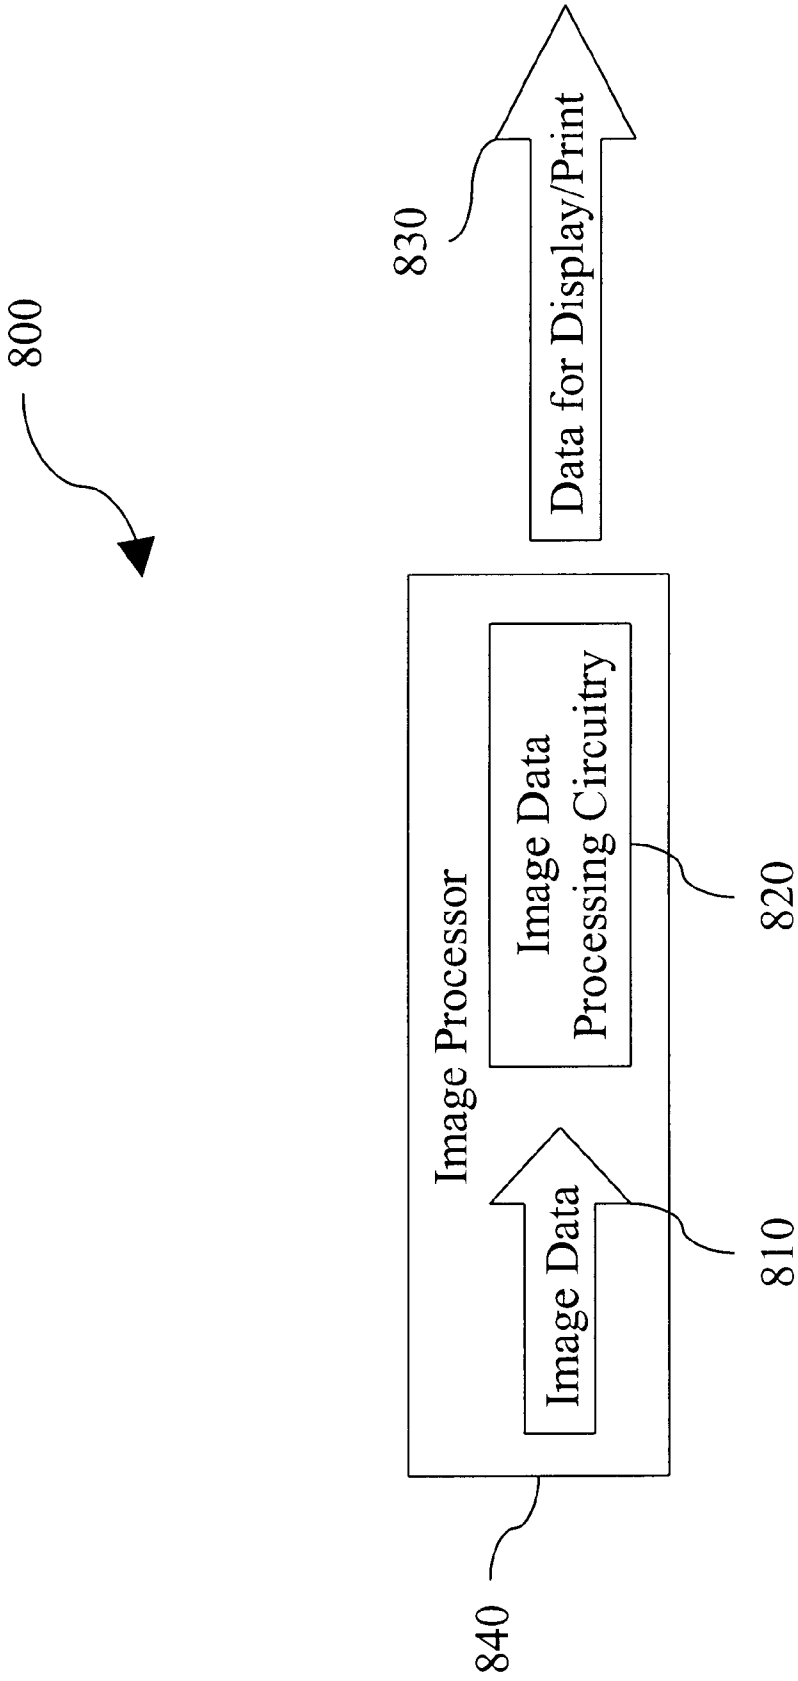 800
Image Processor
Image Data
Image Data
Processing Circuitry
Data for Display/Print
830
840
810
820